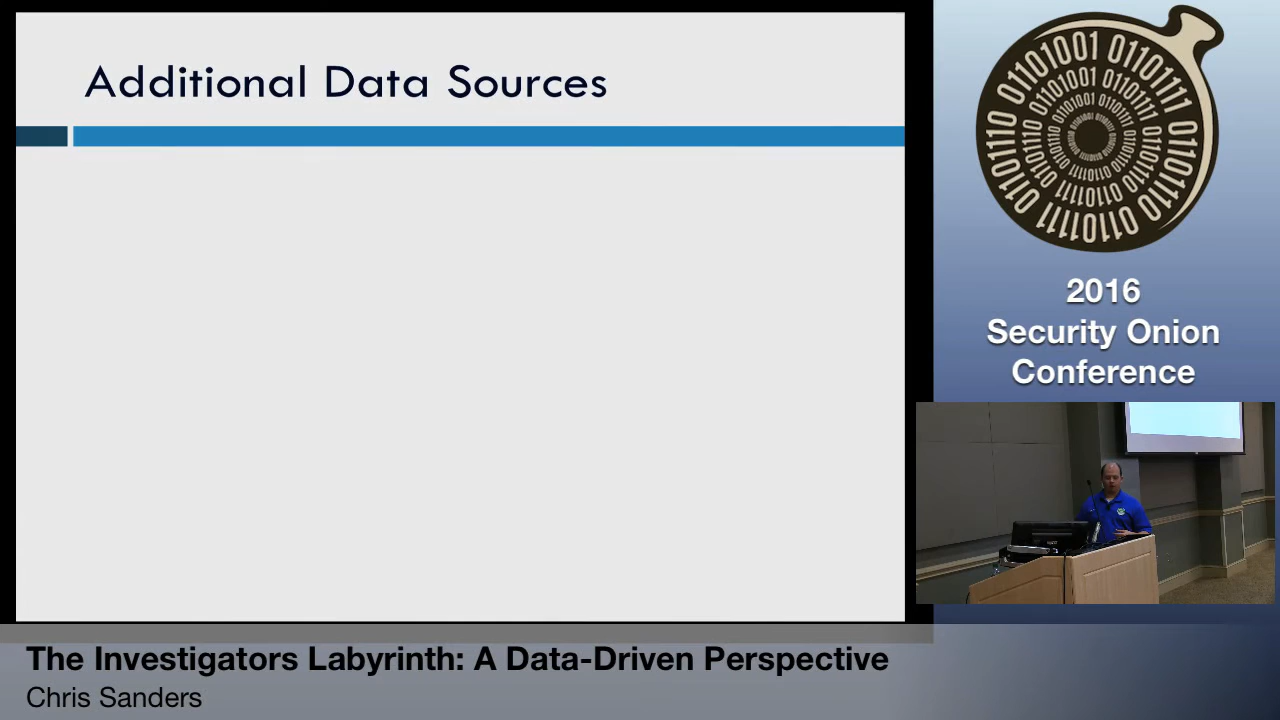 Additional Data Sources
2016
Security Onion
Conference
The Investigators Labyrinth: A Data-Driven Perspective
Chris Sanders